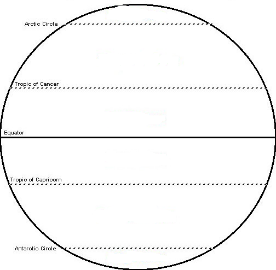 Arctic Circle
Tropic of Cancer
Equator
Tropic of Capricorn
Antarctic Circle